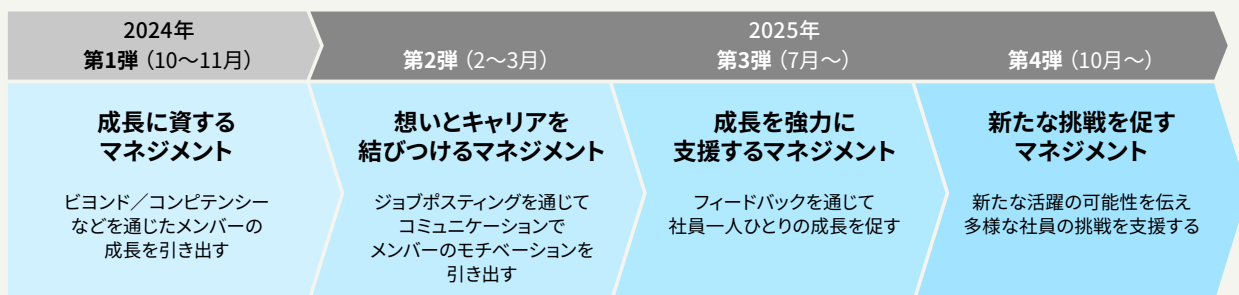 2024年
第1弾（10～11月）
2025年
第2弾（2～3月）
第3弾（7月～）
第4弾（10月～）
成長に資する
マネジメント
ビヨンド／コンピテンシー
などを通じたメンバーの
成長を引き出す
想いとキャリアを
結びつけるマネジメント
ジョブポスティングを通じて
コミュニケーションで
メンバーのモチベーションを
引き出す
成長を強力に
支援するマネジメント
フィードバックを通じて
社員一人ひとりの成長を促す
新たな挑戦を促す
マネジメント
新たな活躍の可能性を伝え
多様な社員の挑戦を支援する